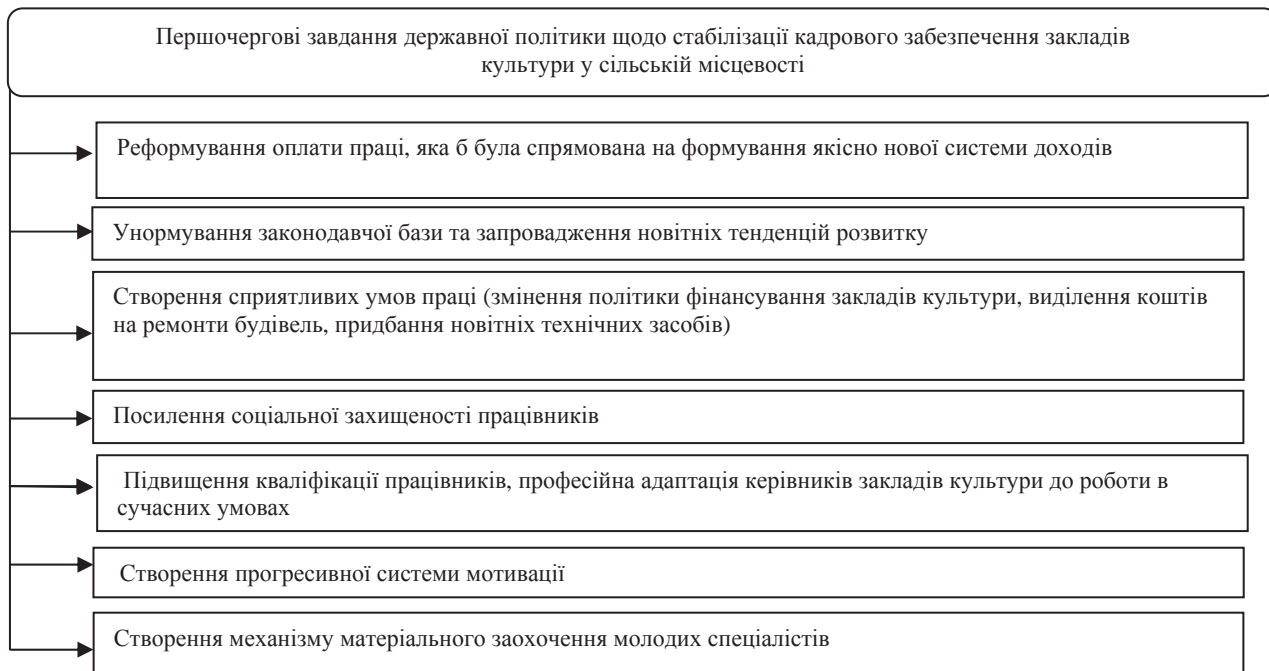 Першочергові завдання державної політики щодо стабілізації кадрового забезпечення закладів
культури у сільській місцевості
Реформування оплати праці, яка б була спрямована на формування якісно нової системи доходів
Унормування законодавчої бази та запровадження новітніх тенденцій розвитку
Створення сприятливих умов праці (змінення політики фінансування закладів культури, виділення коштів
на ремонти будівель, придбання новітніх технічних засобів)
Посилення соціальної захищеності працівників
Підвищення кваліфікації працівників, професійна адаптація керівників закладів культури до роботи в
сучасних умовах
Створення прогресивної системи мотивації
Створення механізму матеріального заохочення молодих спеціалістів